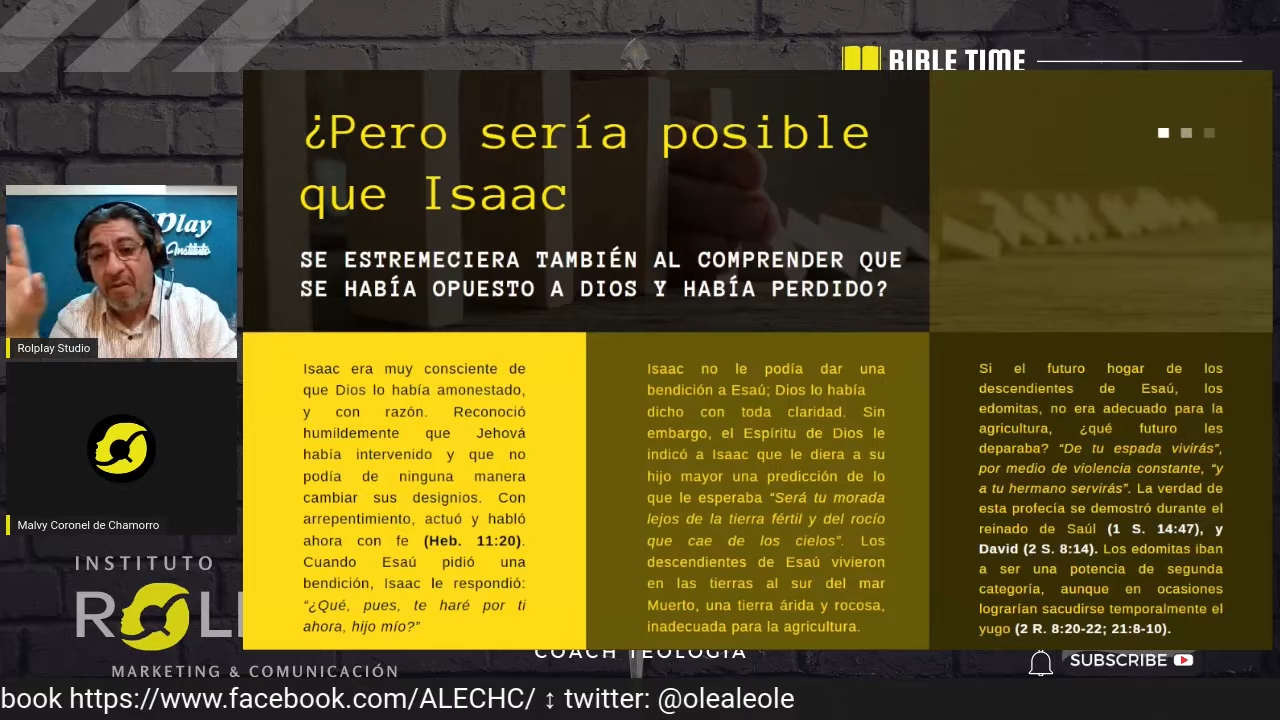 BIBLE TIME
¿Pero sería posible
que Isaac
SE ESTREMECIERA TAMBIÉN AL COMPRENDER QUE
SE HABÍA OPUESTO A DIOS Y HABÍA PERDIDO?
Play
Institute
Rolplay Studio
Malvy Coronel de Chamorro
Isaac era muy consciente de
que Dios lo había amonestado,
y con razón. Reconoció
humildemente que Jehová
había intervenido y que no
podía de ninguna manera
cambiar sus designios. Con
arrepentimiento, actuó y habló
ahora con fe (Heb. 11:20).
Cuando Esaú pidió una
bendición, Isaac le respondió:
“¿Qué, pues, te haré por ti
ahora, hijo mío?”
Isaac no le podía dar una
bendición a Esaú; Dios lo había
dicho con toda claridad. Sin
embargo, el Espíritu de Dios le
indicó a Isaac que le diera a su
hijo mayor una predicción de lo
que le esperaba “Será tu morada
lejos de la tierra fértil y del rocío
que cae de los cielos”. Los
descendientes de Esaú vivieron
en las tierras al sur del mar
Muerto, una tierra árida y rocosa,
inadecuada para la agricultura.
Si el futuro hogar de los
descendientes de Esaú, los
edomitas, no era adecuado para la
agricultura, ¿qué futuro les
deparaba? “De tu espada vivirás”,
por medio de violencia constante, “y
a tu hermano servirás”. La verdad de
esta profecía se demostró durante el
reinado de Saúl (1 S. 14:47), y
David (2 S. 8:14). Los edomitas iban
a ser una potencia de segunda
categoría, aunque en ocasiones
lograrían sacudirse temporalmente el
yugo (2 R. 8:20-22; 21:8-10).
INSTITUTO
ROL
MARKETING & COMUNICACIÓN
COACH TEOLOGÍA
SUBSCRIBE
book https://www.facebook.com/ALECHC/ ↕ twitter: @olealeole